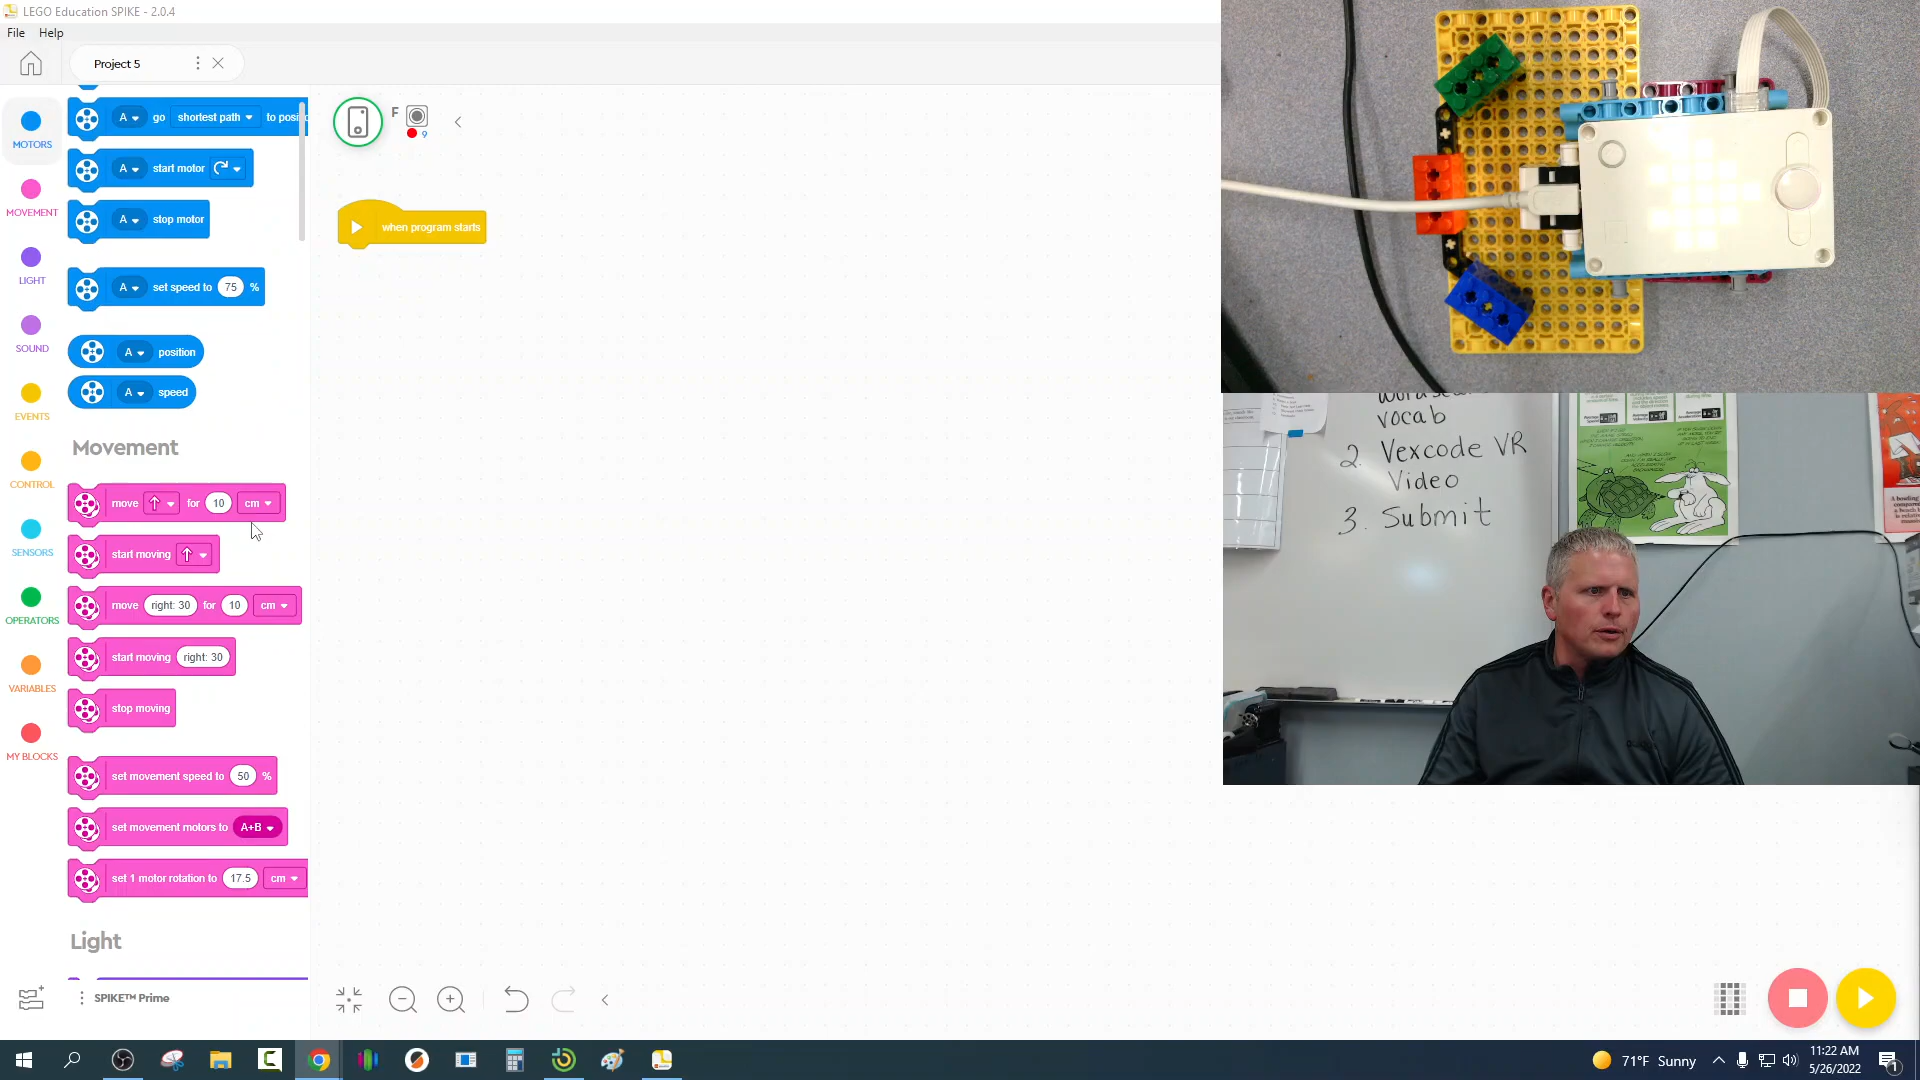 LEGO Education SPIKE - 2.0.4
File Help
Project 5
MOTORS
MOVEMENT
LIGHT
SOUND
EVENTS
CONTROL
SENSORS
OPERATORS
VARIABLES
MY BLOCKS
A go shortest path to
A start motor
A stop motor
A set speed to 75 %
A position
A speed
Movement
move for 10 cm
start moving
move right: 30 for 10 cm
start moving right: 30
stop moving
set movement speed to 50 %
set movement motors to A+B
set 1 motor rotation to 17.5 cm
Light
SPIKE™ Prime
F
9
when program starts
vocab
2. Vexcode VR
Video
3. Submit
71°F Sunny
11:22 AM
5/26/2022
1